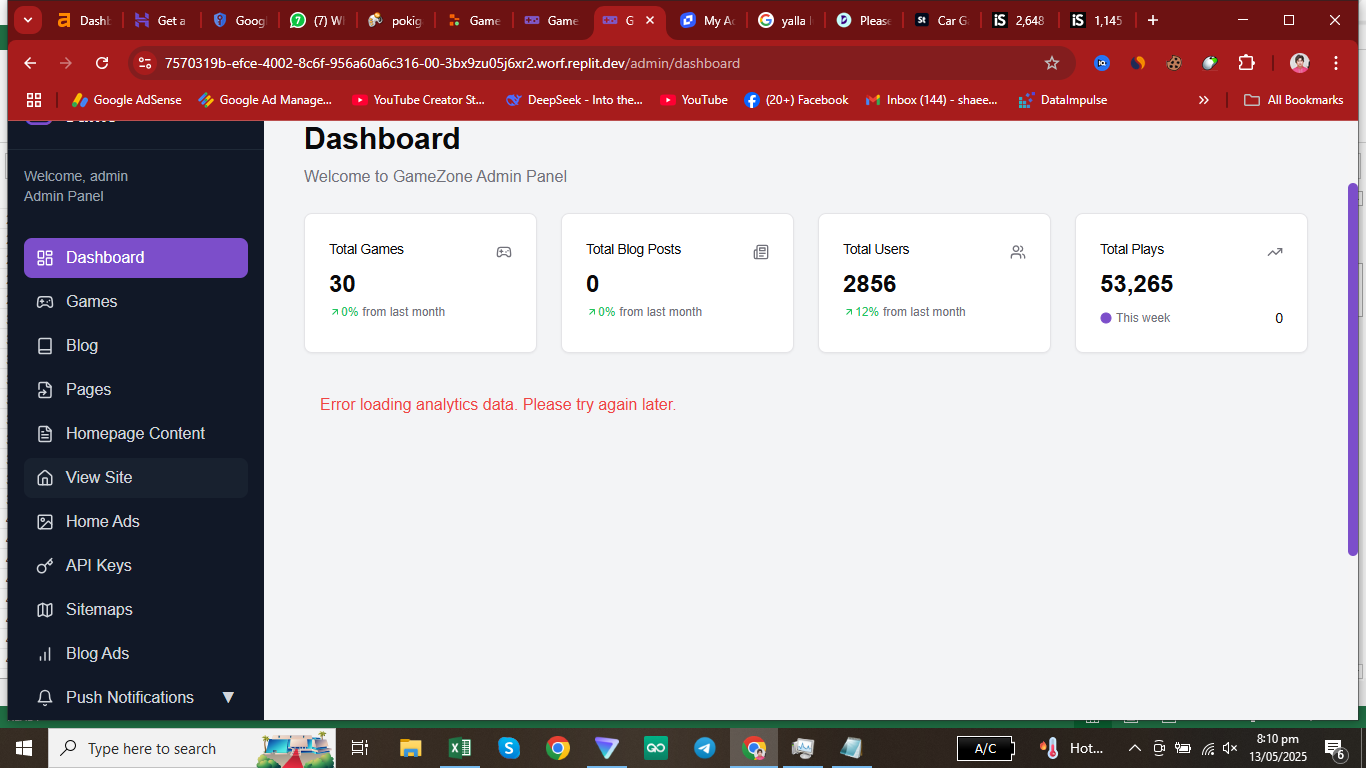 Dashb
Get a
Googl
(7) Wh
pokig
Game
Game
G
My Ac
yalla l
Please
Car G
2,648
1,145
7570319b-efce-4002-8c6f-956a60a6c316-00-3bx9zu05j6xr2.worf.replit.dev/admin/dashboard
Google AdSense
Google Ad Manage...
YouTube Creator St...
DeepSeek - Into the...
YouTube
(20+) Facebook
Inbox (144) - shaee...
DataImpulse
All Bookmarks
Welcome, admin
Admin Panel
Dashboard
Games
Blog
Pages
Homepage Content
View Site
Home Ads
API Keys
Sitemaps
Blog Ads
Push Notifications
Dashboard
Welcome to GameZone Admin Panel
Total Games
30
0% from last month
Total Blog Posts
0
0% from last month
Total Users
2856
12% from last month
Total Plays
53,265
This week
0
Error loading analytics data. Please try again later.
Type here to search
A/C
Hot...
8:10 pm
13/05/2025
6